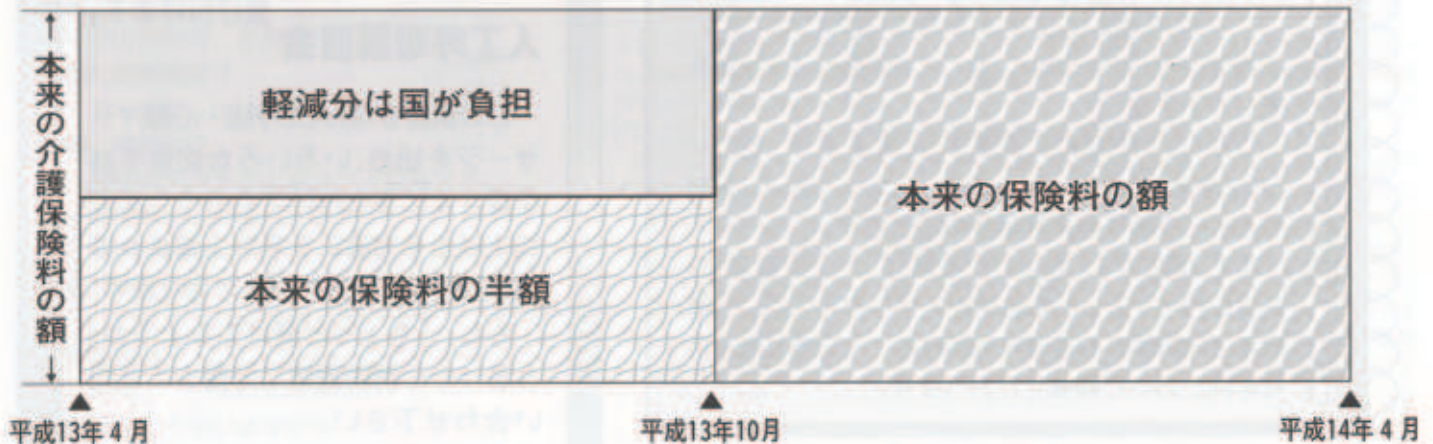 ↑本来の介護保険料の額↓
軽減分は国が負担
本来の保険料の半額
本来の保険料の額
▲ ▲ ▲
平成13年4月 平成13年10月 平成14年4月